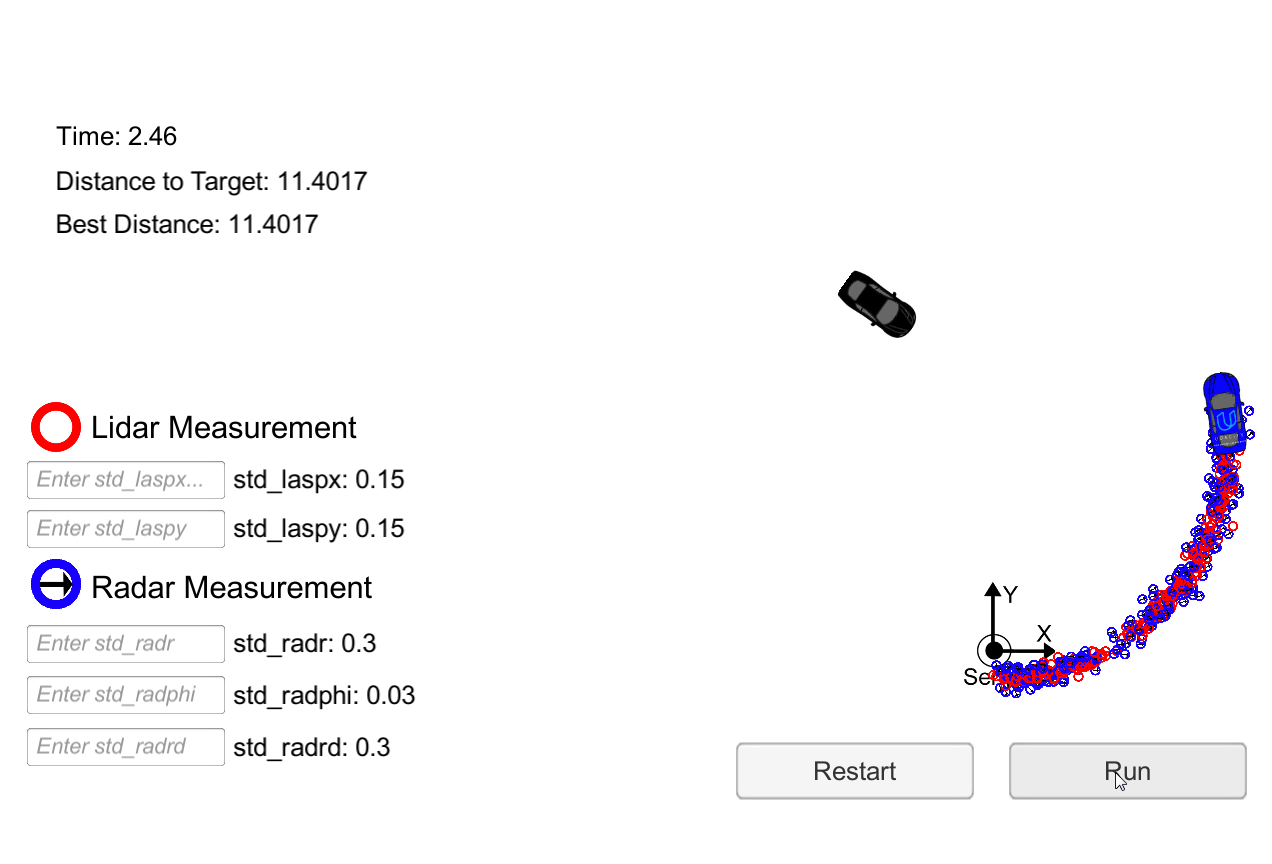 Time: 2.46
Distance to Target: 11.4017
Best Distance: 11.4017
Lidar Measurement
Enter std_laspx... std_laspx: 0.15
Enter std_laspy std_laspy: 0.15
Radar Measurement
Enter std_radr std_radr: 0.3
Enter std_radphi std_radphi: 0.03
Enter std_radrd std_radrd: 0.3
Y
X
Restart
Run